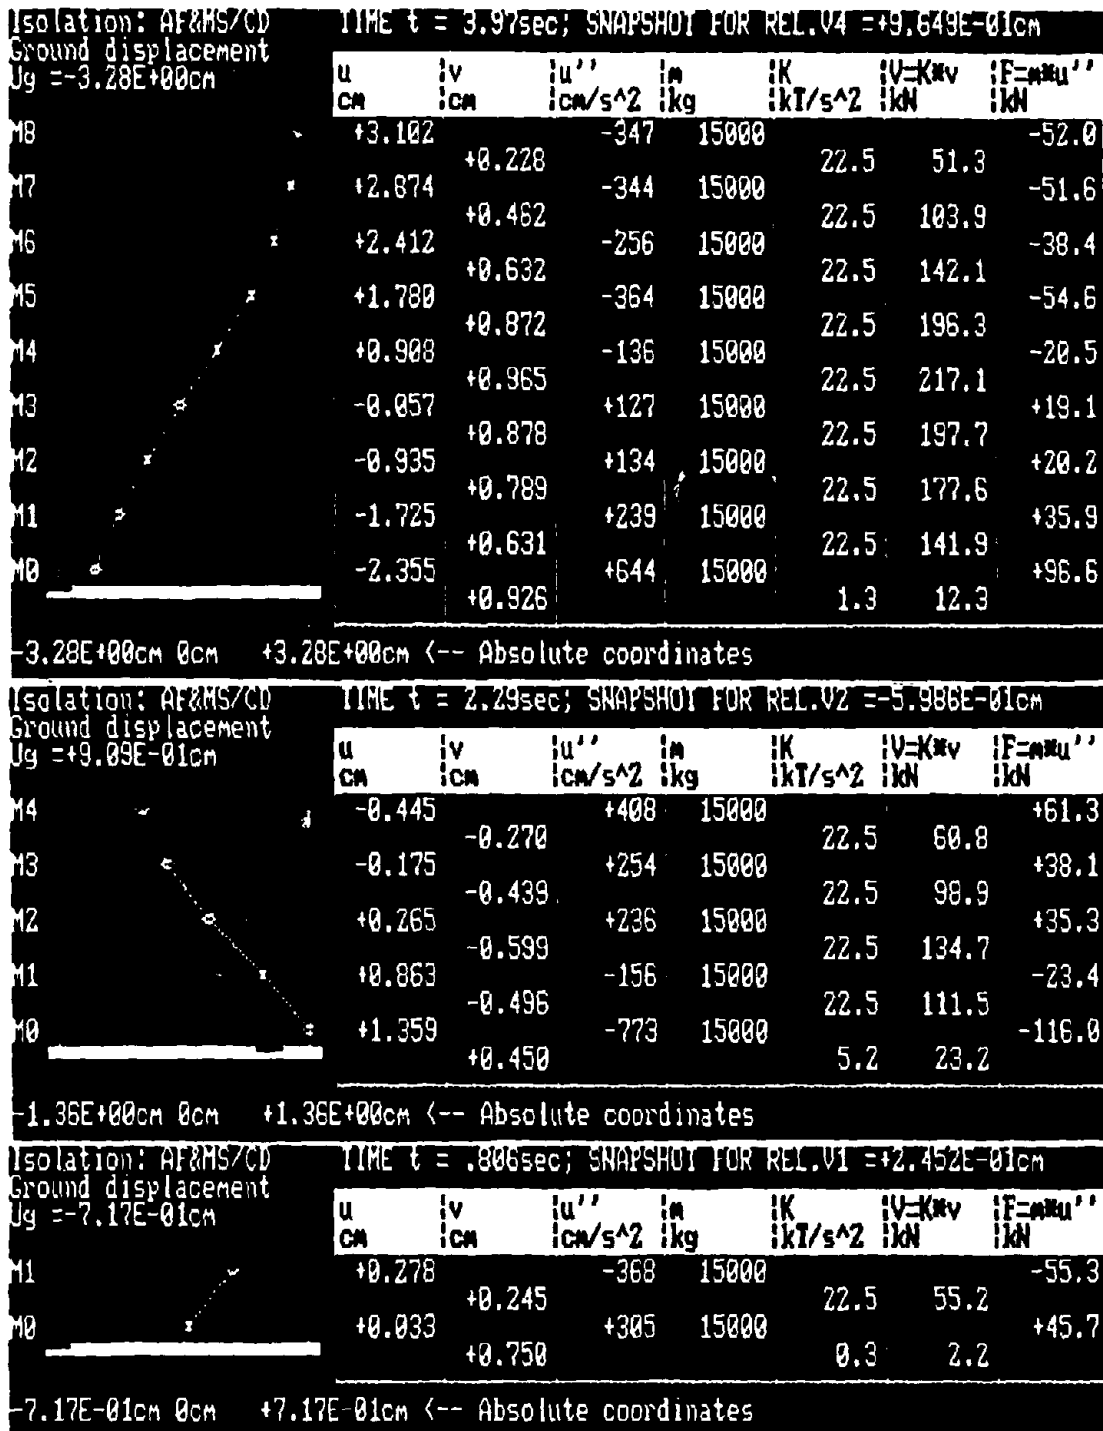 Isolation: AF&MS/CD TIME t = 3.97sec; SNAPSHOT FOR REL.V4 =+9.649E-01cm
Ground displacement
Ug =-3.28E+00cm
u |v |u'' |m |K |V=K*v |F=m*u''
cm |cm |cm/s^2 |kg |kT/s^2 |kN |kN
M8 +3.102 -347 15000 -52.0
+0.228 22.5 51.3
M7 +2.874 -344 15000 -51.6
+0.462 22.5 103.9
M6 +2.412 -256 15000 -38.4
+0.632 22.5 142.1
M5 +1.780 -364 15000 -54.6
+0.872 22.5 196.3
M4 +0.908 -136 15000 -20.5
+0.965 22.5 217.1
M3 -0.057 +127 15000 +19.1
+0.878 22.5 197.7
M2 -0.935 +134 15000 +20.2
+0.789 22.5 177.6
M1 -1.725 +239 15000 +35.9
+0.631 22.5 141.9
M0 -2.355 +644 15000 +96.6
+0.926 1.3 12.3
-3.28E+00cm 0cm +3.28E+00cm <-- Absolute coordinates
Isolation: AF&MS/CD TIME t = 2.29sec; SNAPSHOT FOR REL.V2 =-5.986E-01cm
Ground displacement
Ug =+9.09E-01cm
u |v |u'' |m |K |V=K*v |F=m*u''
cm |cm |cm/s^2 |kg |kT/s^2 |kN |kN
M4 -0.445 +408 15000 +61.3
-0.270 22.5 60.8
M3 -0.175 +254 15000 +38.1
-0.439 22.5 98.9
M2 +0.265 +236 15000 +35.3
-0.599 22.5 134.7
M1 +0.863 -156 15000 -23.4
-0.496 22.5 111.5
M0 +1.359 -773 15000 -116.0
+0.450 5.2 23.2
-1.36E+00cm 0cm +1.36E+00cm <-- Absolute coordinates
Isolation: AF&MS/CD TIME t = .806sec; SNAPSHOT FOR REL.V1 =+2.452E-01cm
Ground displacement
Ug =-7.17E-01cm
u |v |u'' |m |K |V=K*v |F=m*u''
cm |cm |cm/s^2 |kg |kT/s^2 |kN |kN
M1 +0.278 -368 15000 -55.3
+0.245 22.5 55.2
M0 +0.033 +305 15000 +45.7
+0.750 0.3 2.2
-7.17E-01cm 0cm +7.17E-01cm <-- Absolute coordinates